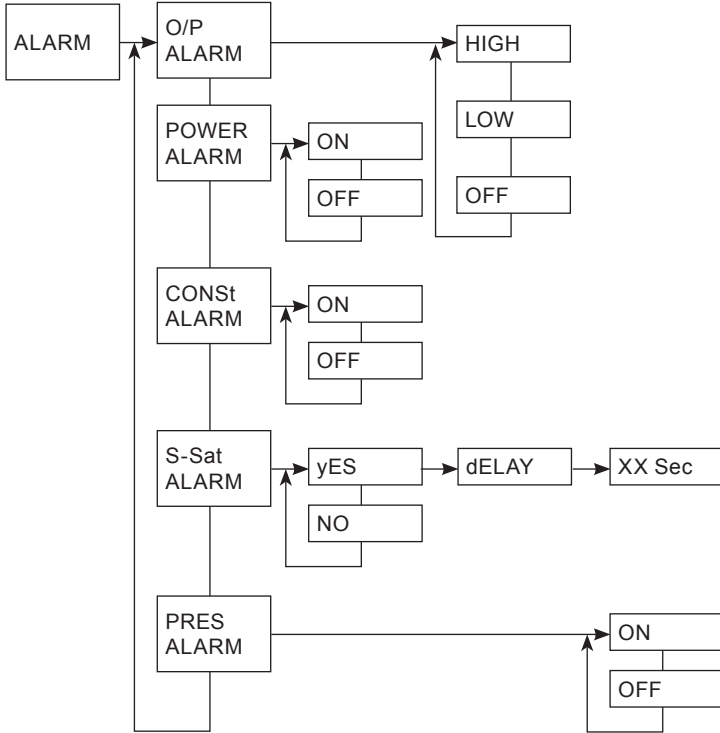 ALARM
O/P
ALARM
HIGH
LOW
OFF
POWER
ALARM
ON
OFF
CONSt
ALARM
ON
OFF
S-Sat
ALARM
yES
dELAY
XX Sec
NO
PRES
ALARM
ON
OFF